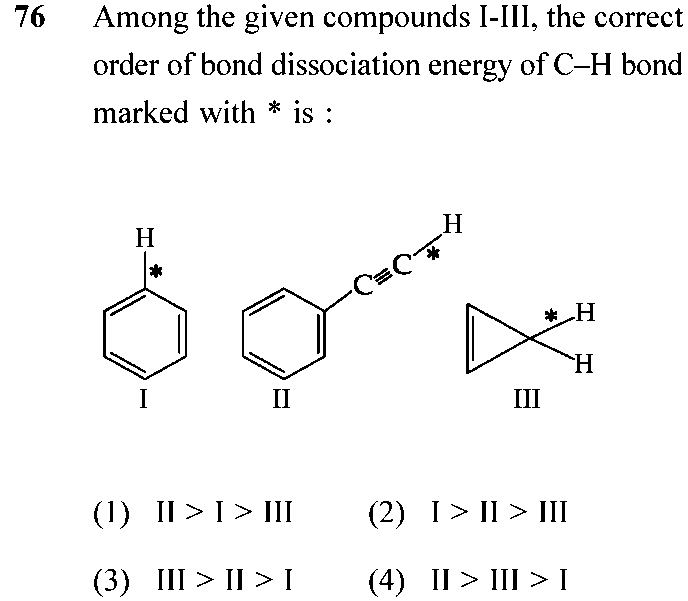 76 Among the given compounds I-III, the correct
order of bond dissociation energy of C–H bond
marked with * is :
H
*
I
C≡C
*
H
II
*
H
H
III
(1) II > I > III (2) I > II > III
(3) III > II > I (4) II > III > I